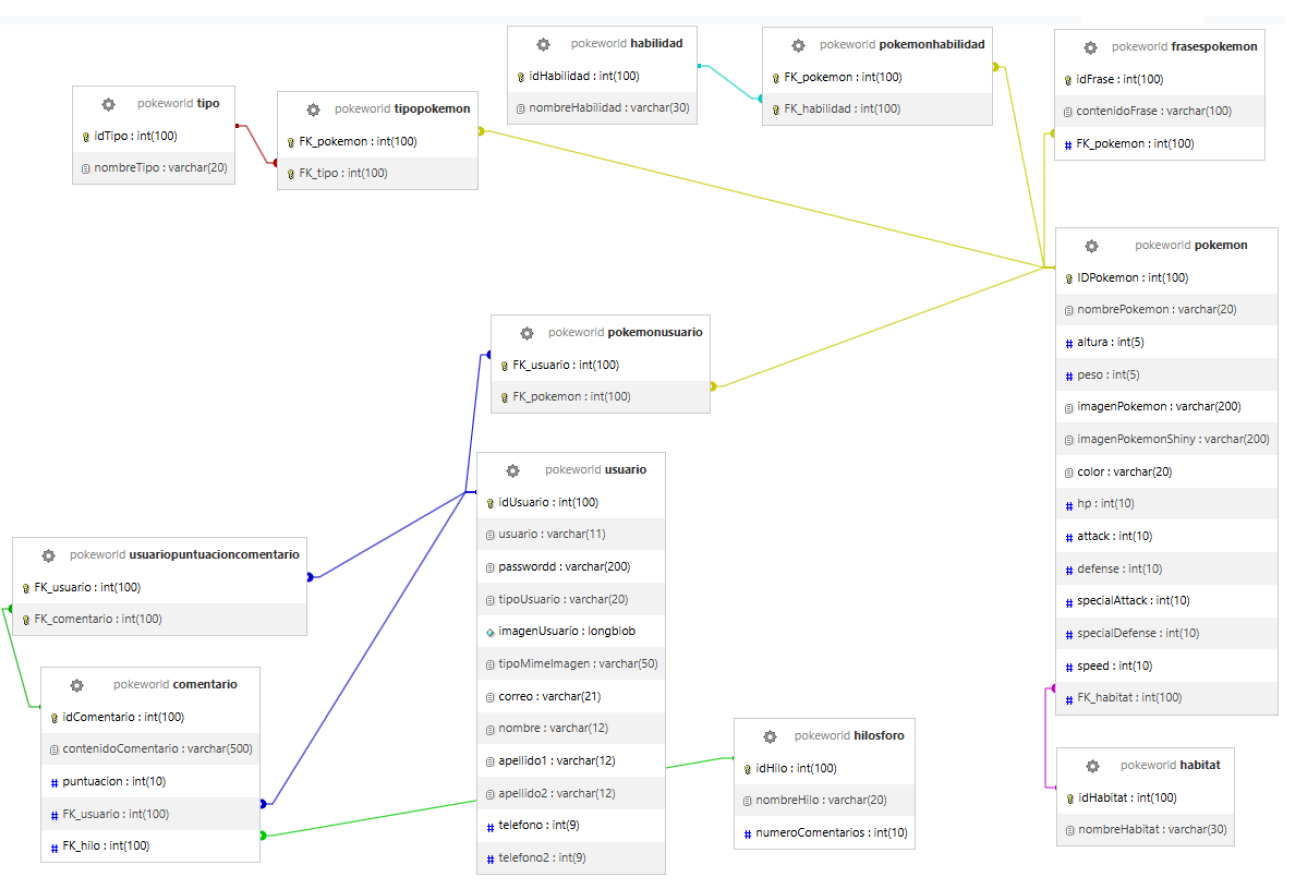 pokeworld habilidad
idHabilidad : int(100)
nombreHabilidad : varchar(30)
pokeworld pokemonhabilidad
FK_pokemon : int(100)
FK_habilidad : int(100)
pokeworld frasespokemon
idFrase : int(100)
contenidoFrase : varchar(100)
# FK_pokemon : int(100)
pokeworld tipo
idTipo : int(100)
nombreTipo : varchar(20)
pokeworld tipopokemon
FK_pokemon : int(100)
FK_tipo : int(100)
pokeworld pokemon
IDPokemon : int(100)
nombrePokemon : varchar(20)
# altura : int(5)
# peso : int(5)
imagenPokemon : varchar(200)
imagenPokemonShiny : varchar(200)
color : varchar(20)
# hp : int(10)
# attack : int(10)
# defense : int(10)
# specialAttack : int(10)
# specialDefense : int(10)
# speed : int(10)
# FK_habitat : int(100)
pokeworld pokemonusuario
FK_usuario : int(100)
FK_pokemon : int(100)
pokeworld usuario
idUsuario : int(100)
usuario : varchar(11)
passwordd : varchar(200)
tipoUsuario : varchar(20)
imagenUsuario : longblob
tipoMimeImagen : varchar(50)
correo : varchar(21)
nombre : varchar(12)
apellido1 : varchar(12)
apellido2 : varchar(12)
# telefono : int(9)
# telefono2 : int(9)
pokeworld usuariopuntuacioncomentario
FK_usuario : int(100)
FK_comentario : int(100)
pokeworld comentario
idComentario : int(100)
contenidoComentario : varchar(500)
# puntuacion : int(10)
# FK_usuario : int(100)
# FK_hilo : int(100)
pokeworld hilosforo
idHilo : int(100)
nombreHilo : varchar(20)
# numeroComentarios : int(10)
pokeworld habitat
idHabitat : int(100)
nombreHabitat : varchar(30)